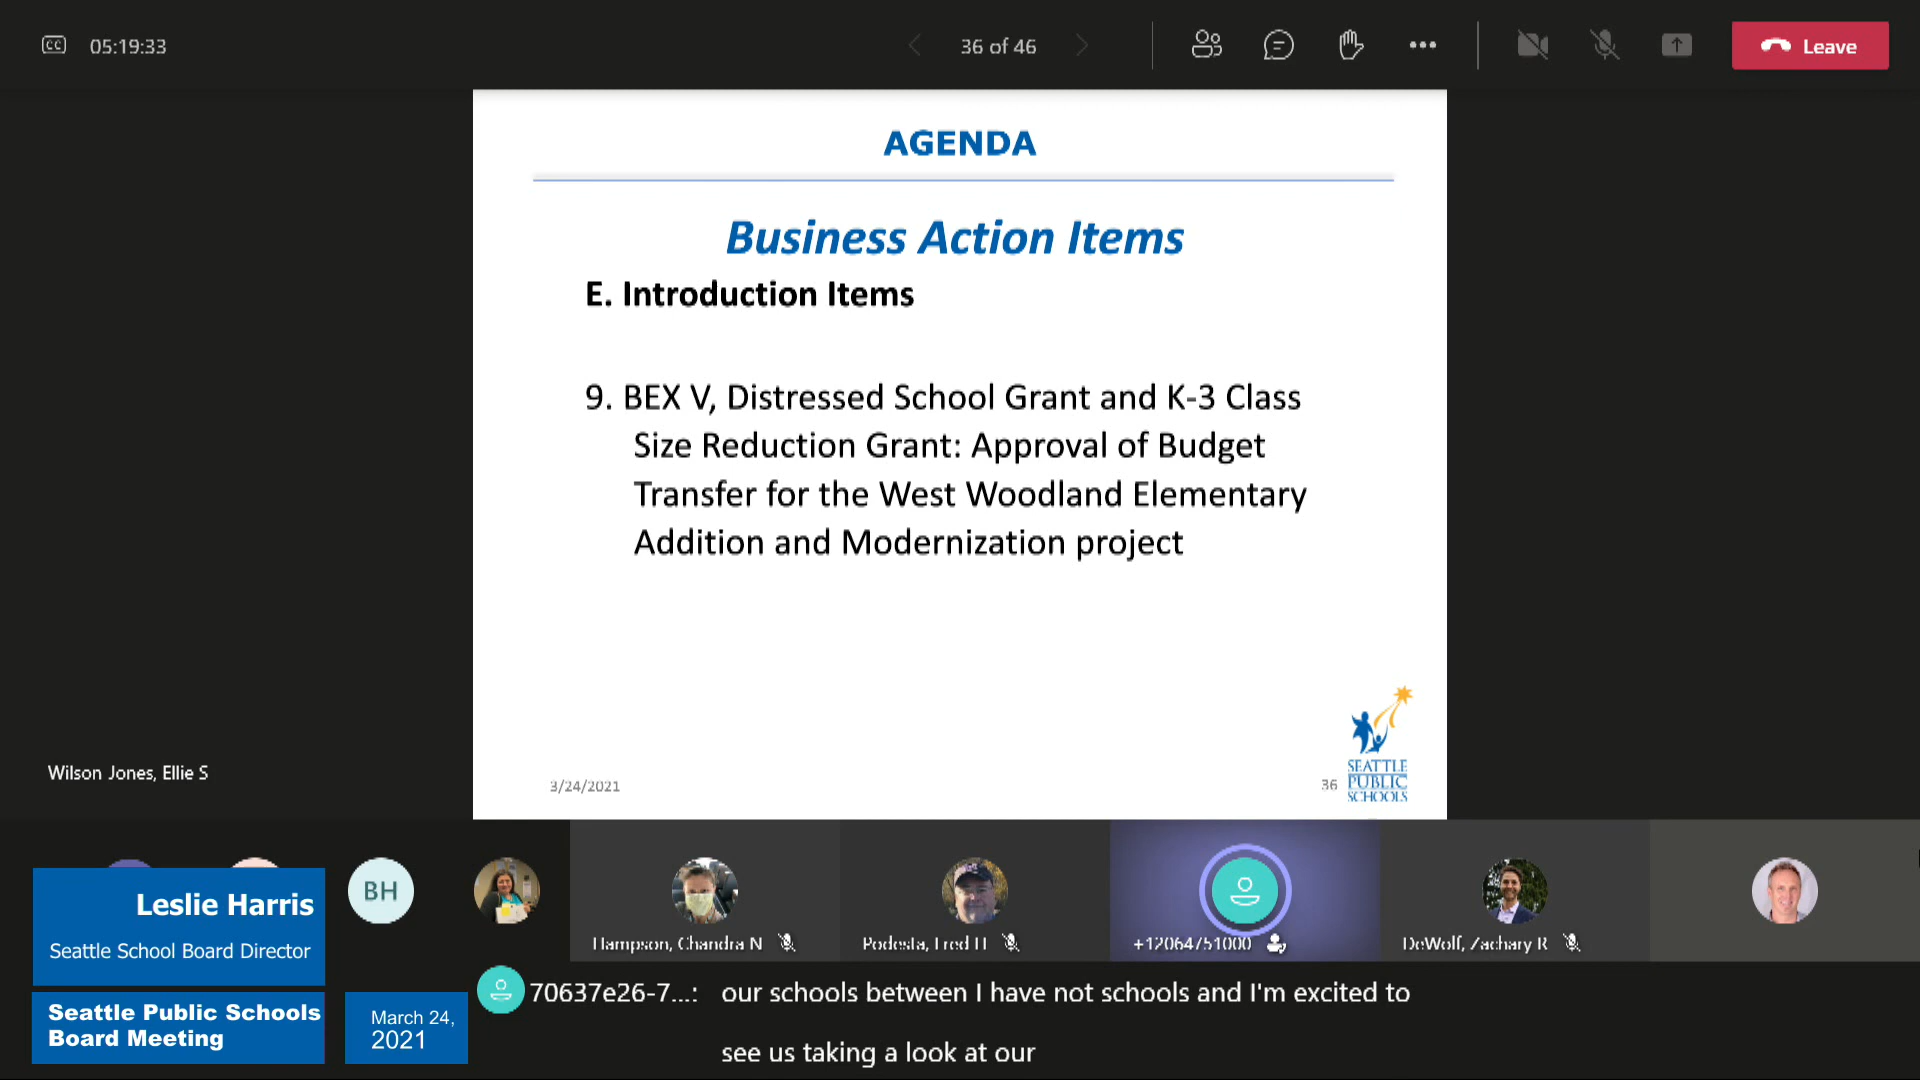 CC 05:19:33
36 of 46
Leave
AGENDA
Business Action Items
E. Introduction Items
9. BEX V, Distressed School Grant and K-3 Class
Size Reduction Grant: Approval of Budget
Transfer for the West Woodland Elementary
Addition and Modernization project
SEATTLE
PUBLIC
SCHOOLS
3/24/2021
36
Wilson Jones, Ellie S
BH
Hampson, Chandra N
Podesta, Fred H
+12064751000
DeWolf, Zachary R
Leslie Harris
Seattle School Board Director
Seattle Public Schools
Board Meeting
March 24,
2021
70637e26-7...: our schools between I have not schools and I'm excited to
see us taking a look at our